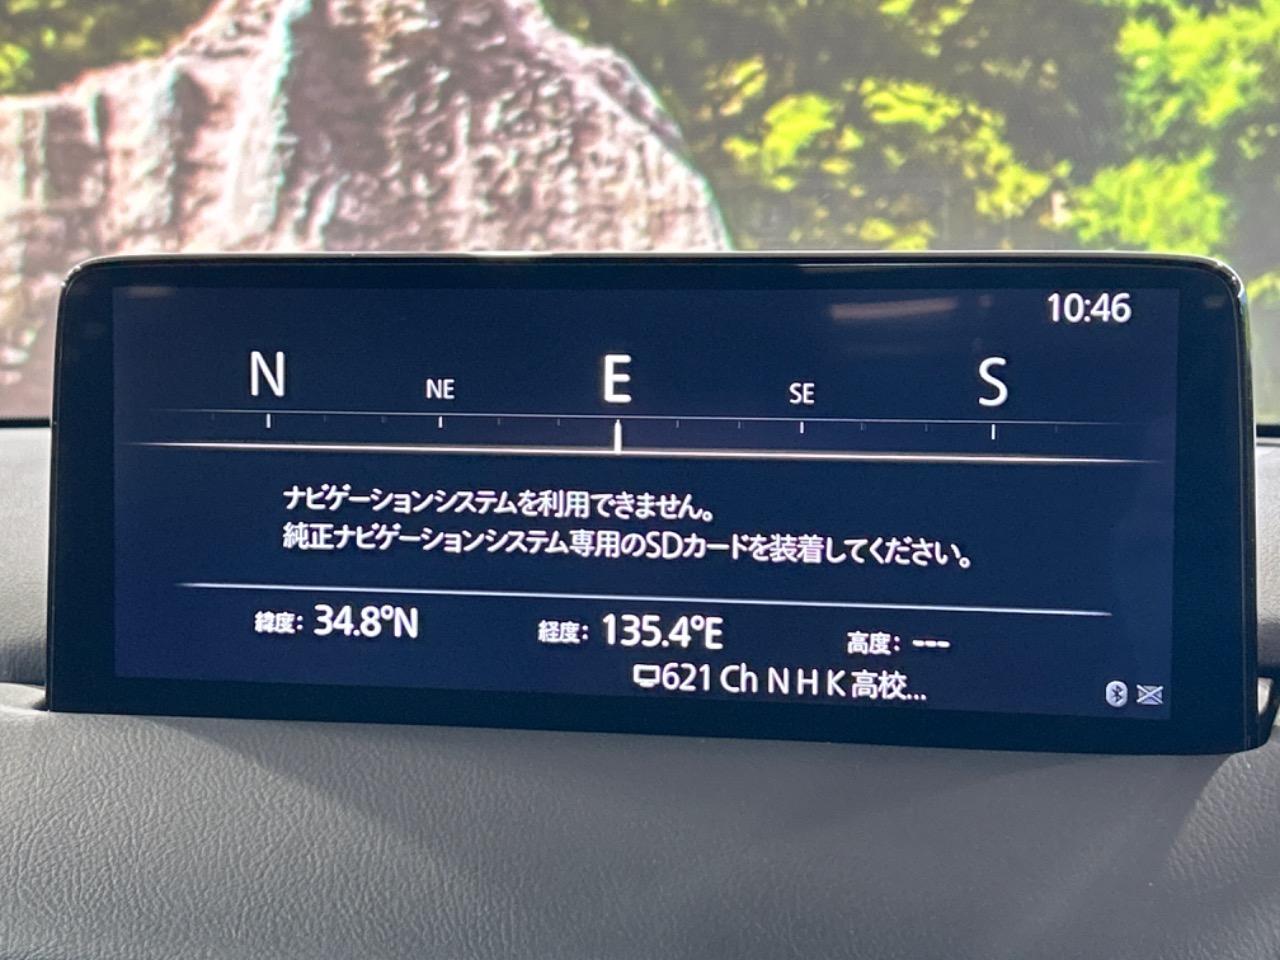 10:46
N NE E SE S
ナビゲーションシステムを利用できません。
純正ナビゲーションシステム専用のSDカードを装着してください。
緯度: 34.8°N 経度: 135.4°E 高度: ---
621 Ch ＮＨＫ高校...